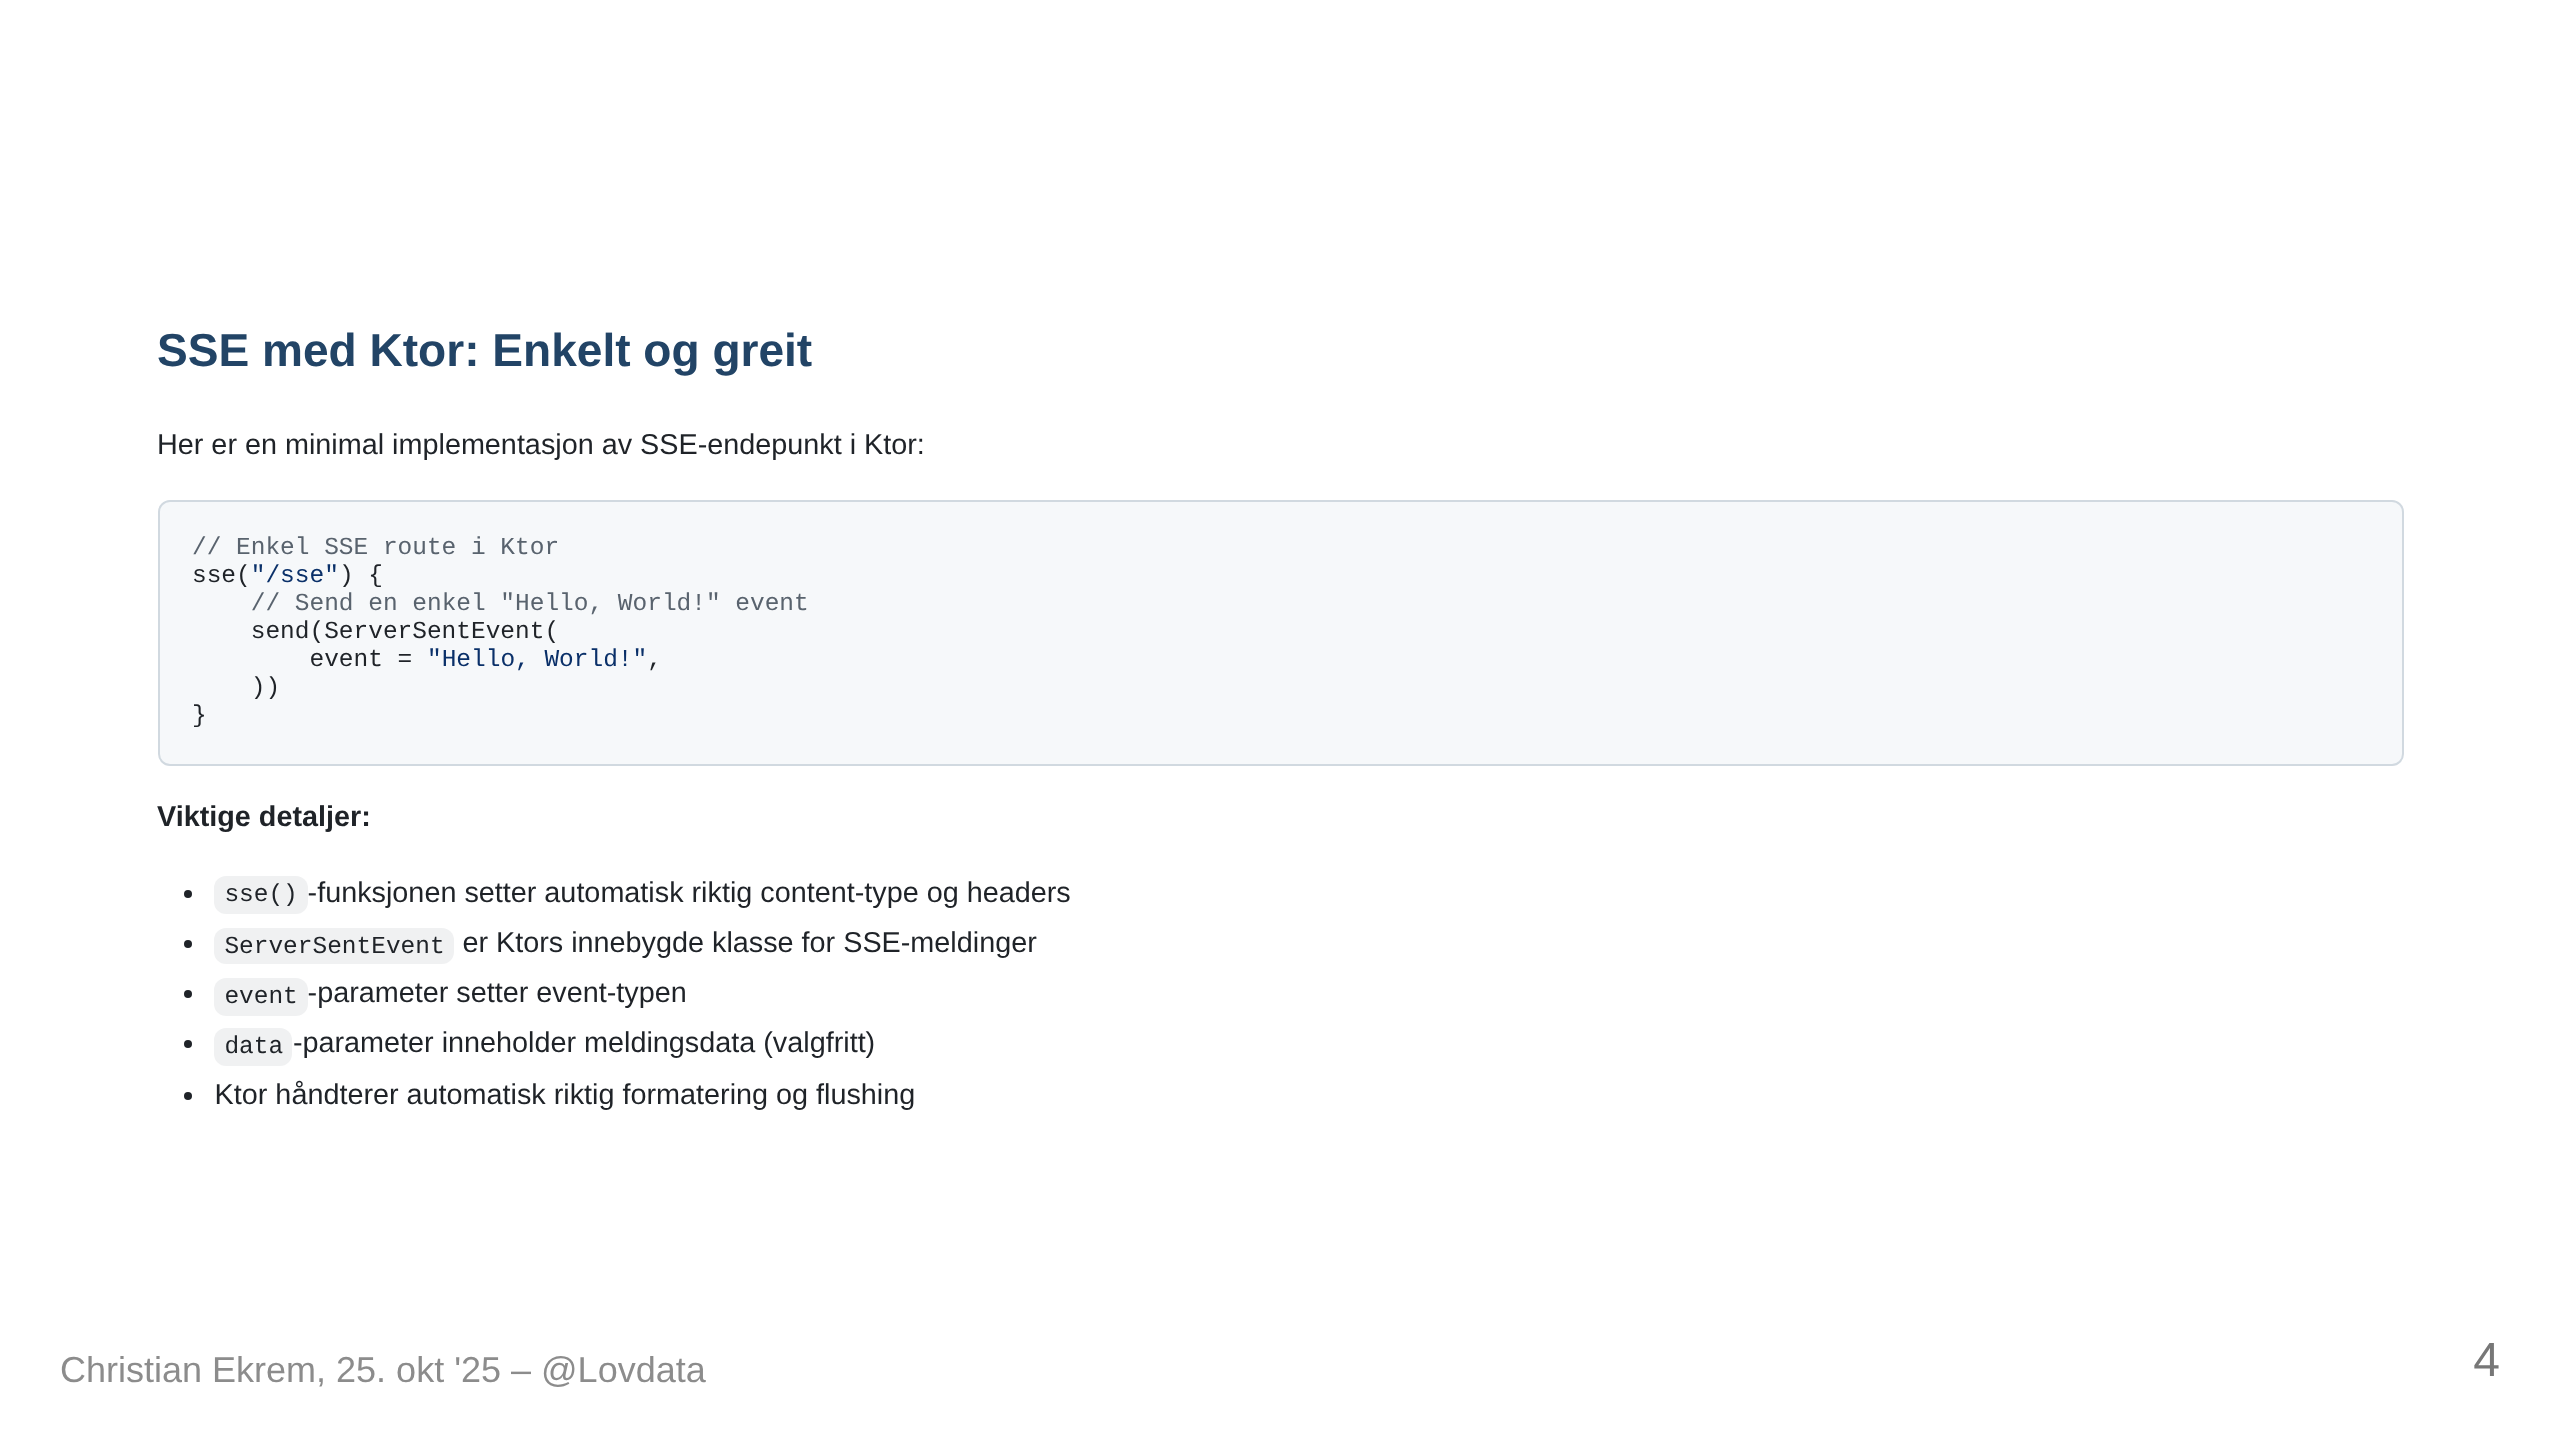 SSE med Ktor: Enkelt og greit
Her er en minimal implementasjon av SSE-endepunkt i Ktor:
// Enkel SSE route i Ktor
sse("/sse") {
    // Send en enkel "Hello, World!" event
    send(ServerSentEvent(
        event = "Hello, World!",
    ))
}
Viktige detaljer:
• sse()-funksjonen setter automatisk riktig content-type og headers
• ServerSentEvent er Ktors innebygde klasse for SSE-meldinger
• event-parameter setter event-typen
• data-parameter inneholder meldingsdata (valgfritt)
• Ktor håndterer automatisk riktig formatering og flushing
Christian Ekrem, 25. okt '25 – @Lovdata
4